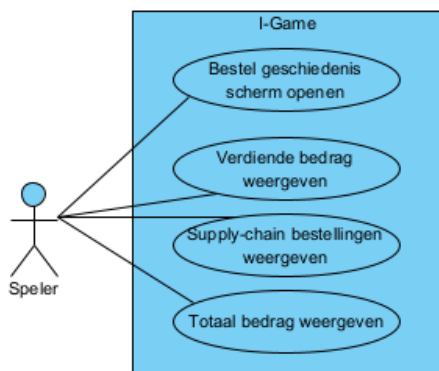 I-Game
Bestel geschiedenis
scherm openen
Verdiende bedrag
weergeven
Supply-chain bestellingen
weergeven
Speler
Totaal bedrag weergeven